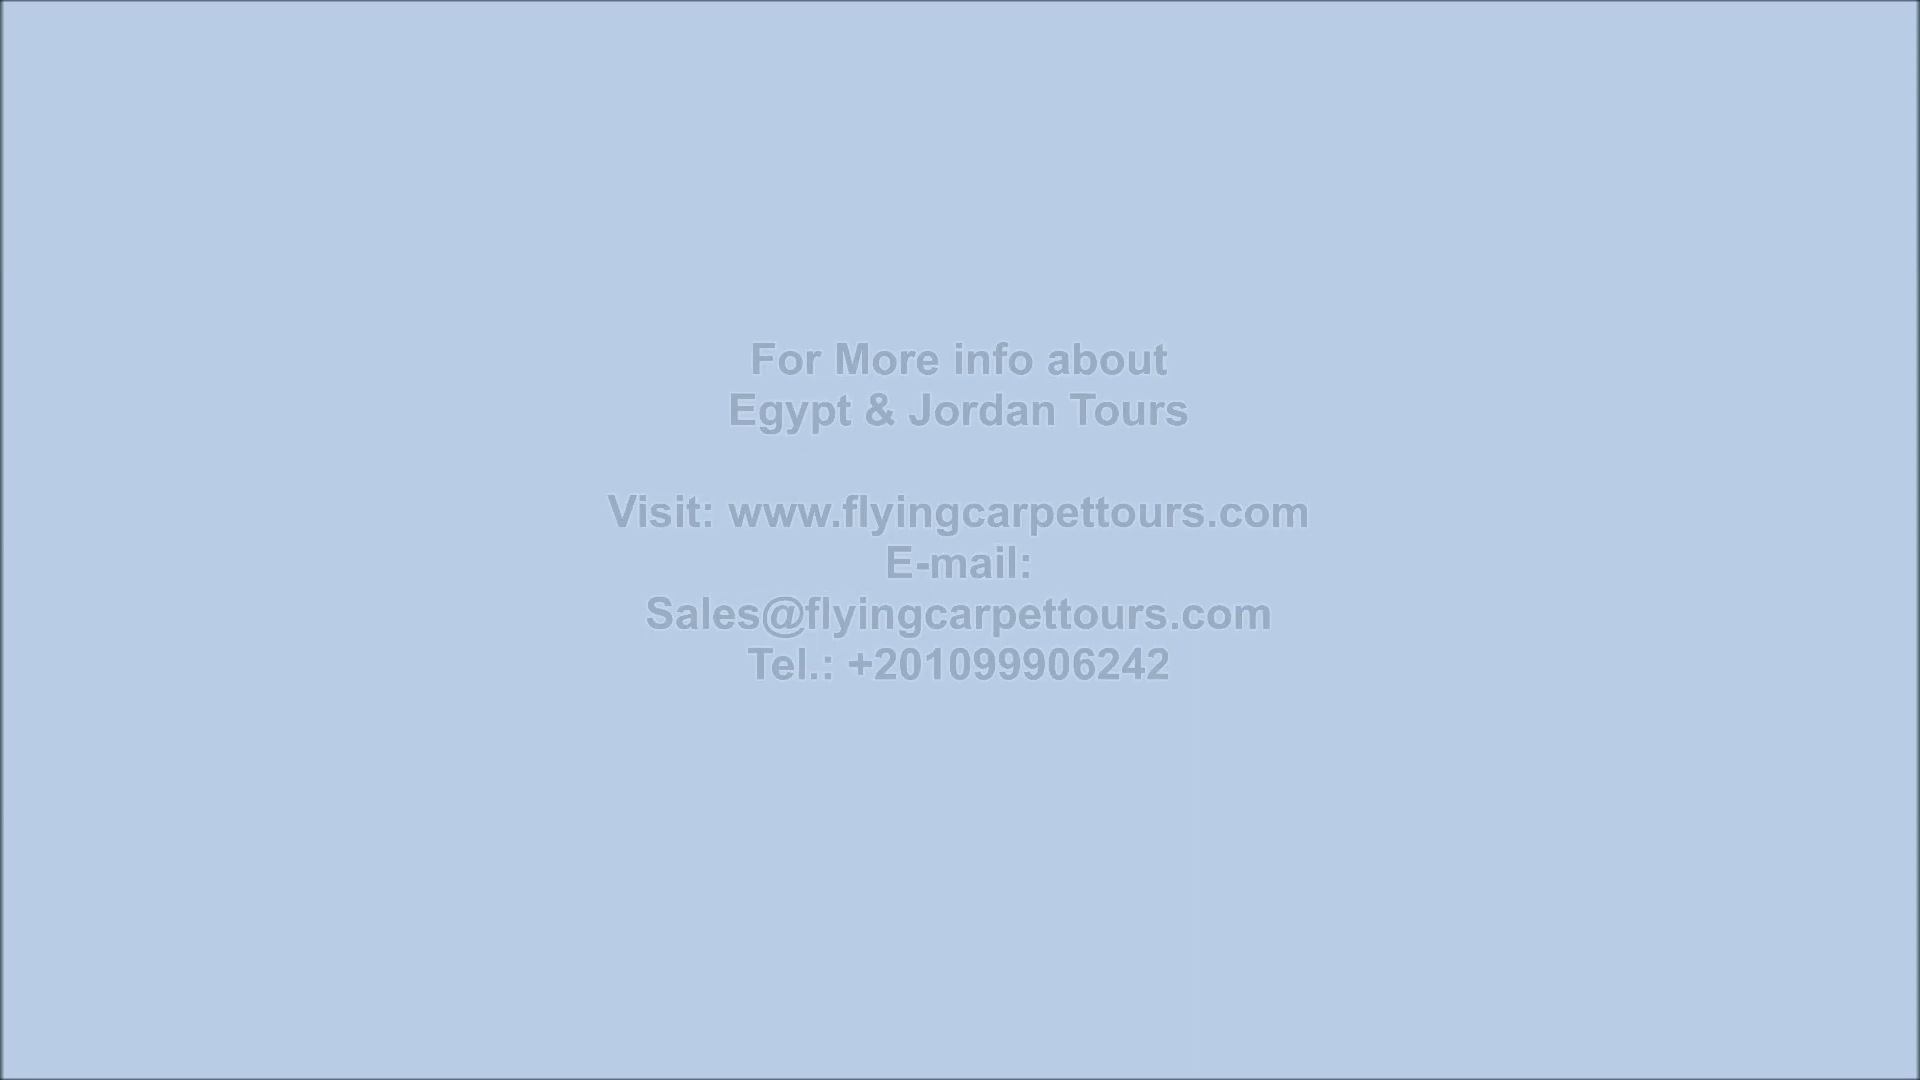 For More info about
Egypt & Jordan Tours
Visit: www.flyingcarpettours.com
E-mail:
Sales@flyingcarpettours.com
Tel.: +201099906242